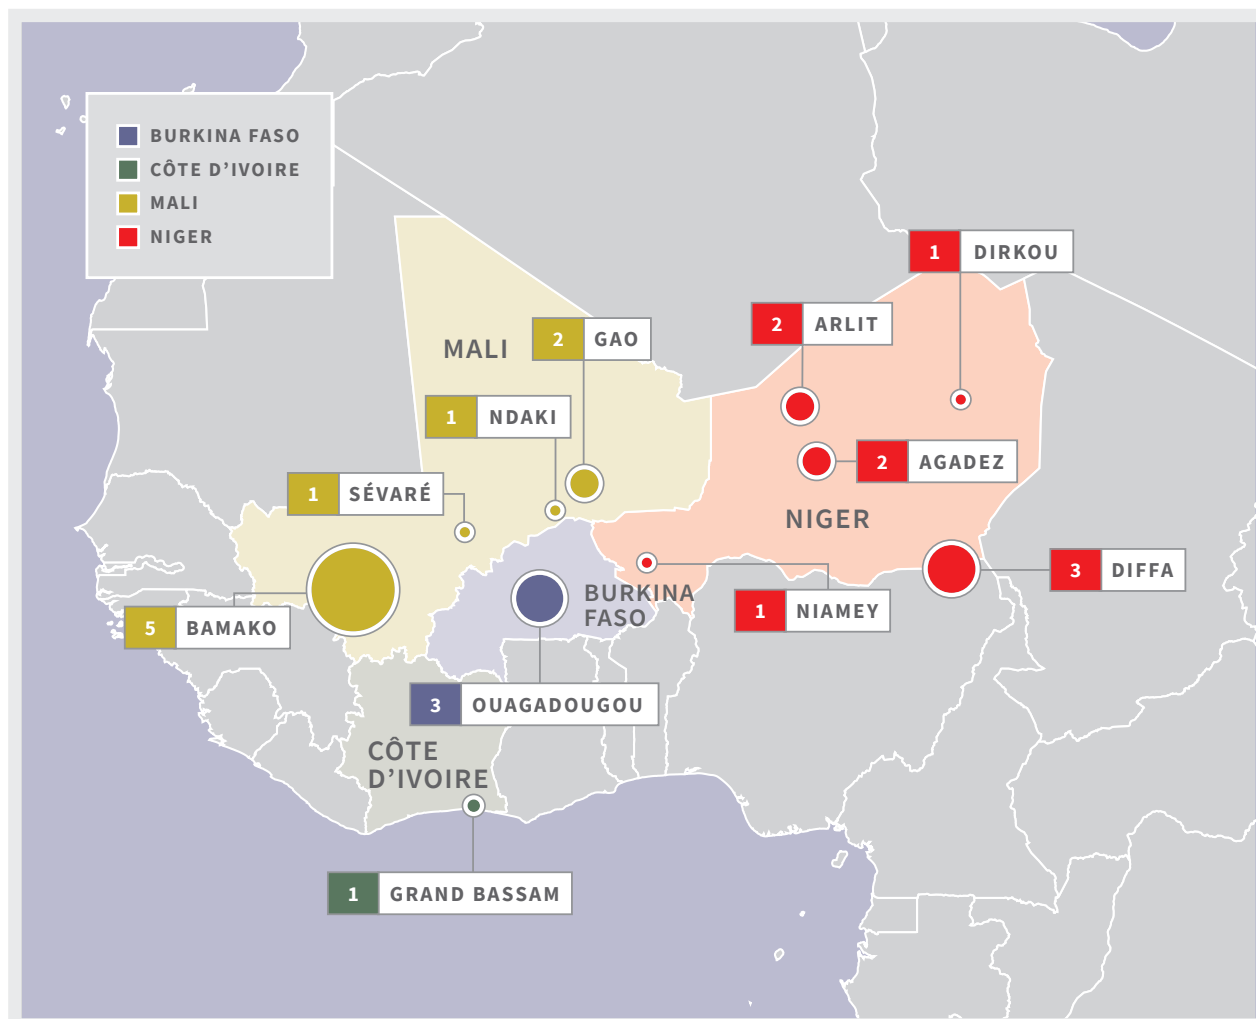 BURKINA FASO
CÔTE D’IVOIRE
MALI
NIGER
1 DIRKOU
2 ARLIT
MALI
2 GAO
1 NDAKI
2 AGADEZ
1 SÉVARÉ
NIGER
3 DIFFA
BURKINA
FASO
1 NIAMEY
5 BAMAKO
3 OUAGADOUGOU
CÔTE
D’IVOIRE
1 GRAND BASSAM